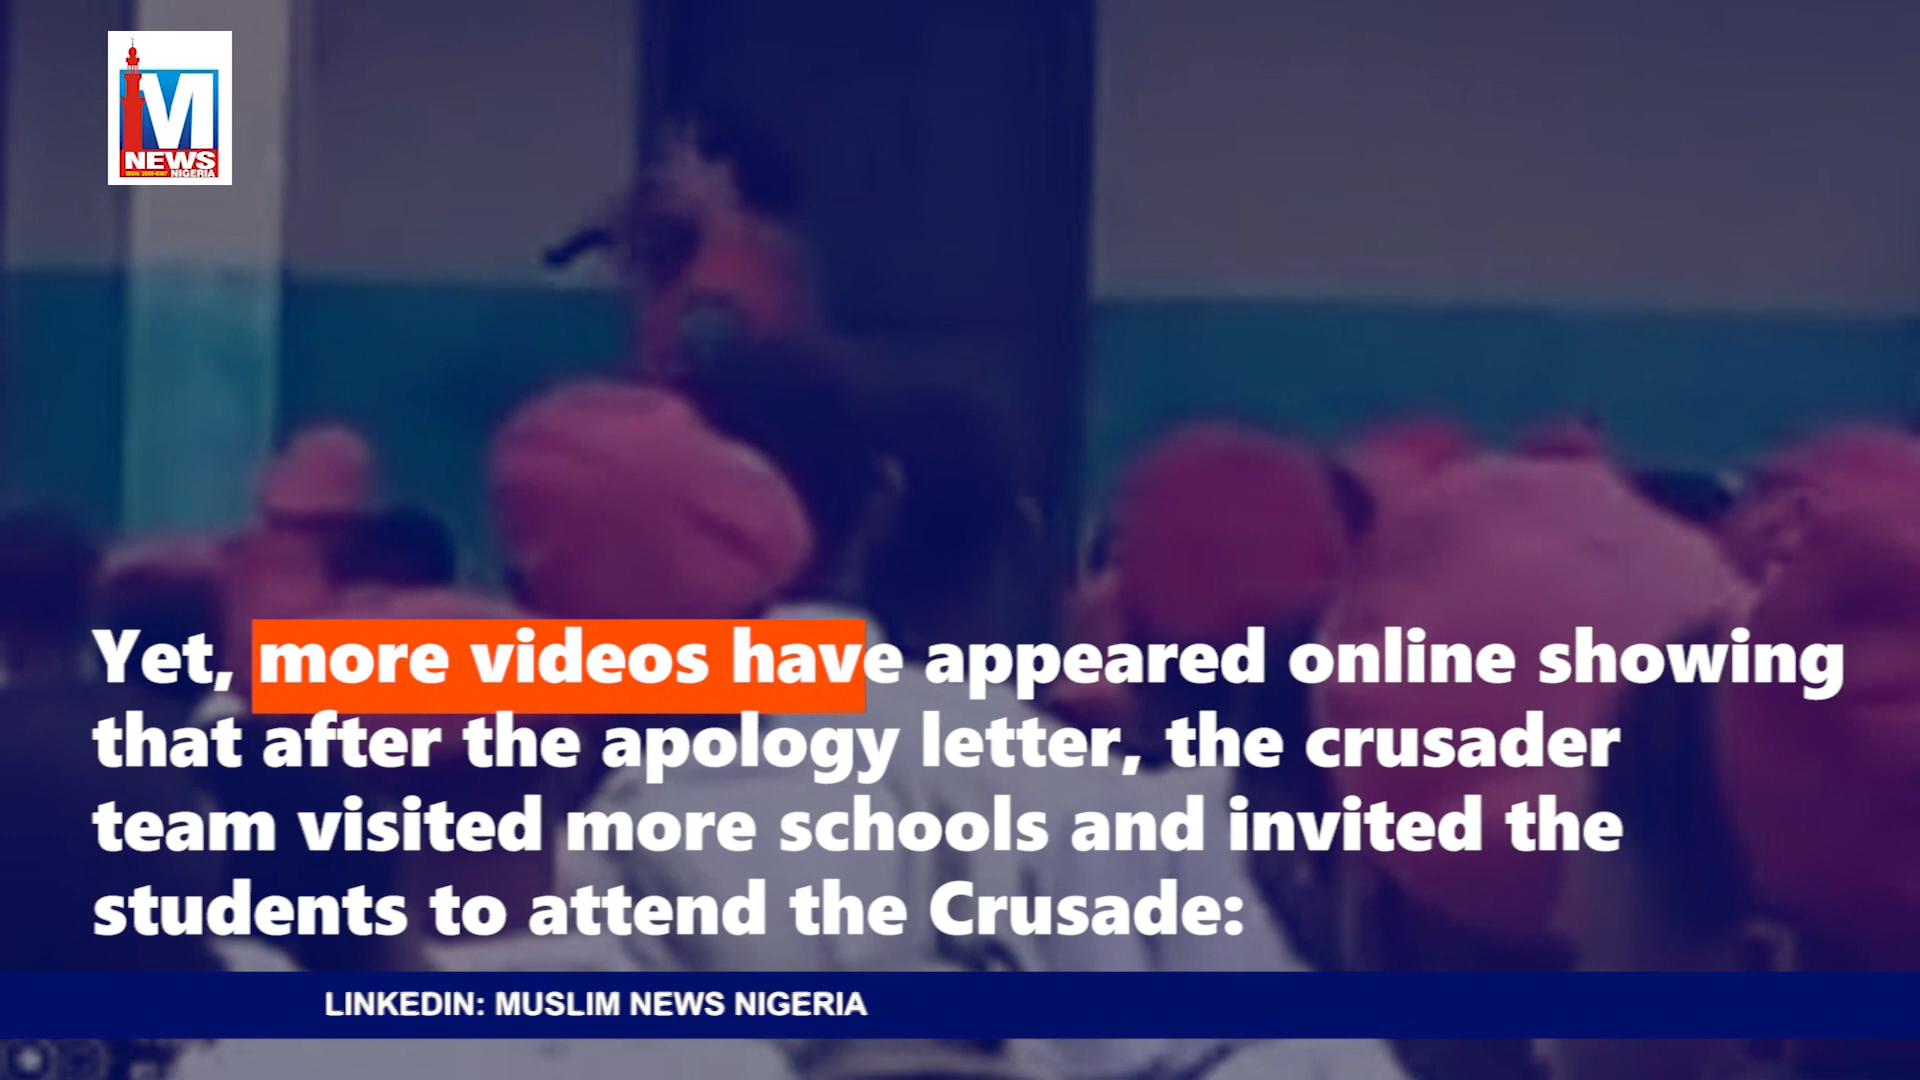 M
NEWS
NIGERIA
Yet, more videos have appeared online showing
that after the apology letter, the crusader
team visited more schools and invited the
students to attend the Crusade:
LINKEDIN: MUSLIM NEWS NIGERIA